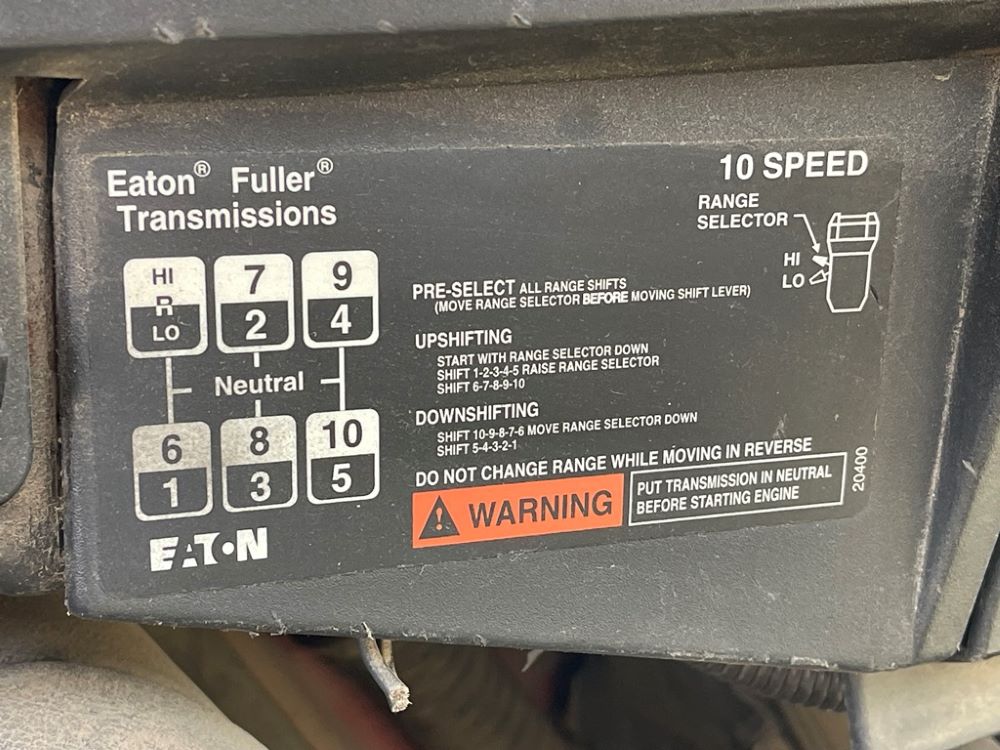 Eaton® Fuller®
Transmissions
10 SPEED
RANGE
SELECTOR
HI
LO
HI
R
LO
7
2
9
4
Neutral
6
1
8
3
10
5
EATON
PRE-SELECT ALL RANGE SHIFTS
(MOVE RANGE SELECTOR BEFORE MOVING SHIFT LEVER)
UPSHIFTING
START WITH RANGE SELECTOR DOWN
SHIFT 1-2-3-4-5 RAISE RANGE SELECTOR
SHIFT 6-7-8-9-10
DOWNSHIFTING
SHIFT 10-9-8-7-6 MOVE RANGE SELECTOR DOWN
SHIFT 5-4-3-2-1
DO NOT CHANGE RANGE WHILE MOVING IN REVERSE
WARNING
PUT TRANSMISSION IN NEUTRAL
BEFORE STARTING ENGINE
20400